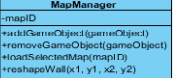 MapManager
-mapID
+addGameObject(gameObject)
+removeGameObject(gameObject)
+loadSelectedMap(mapID)
+reshapeWall(x1, y1, x2, y2)